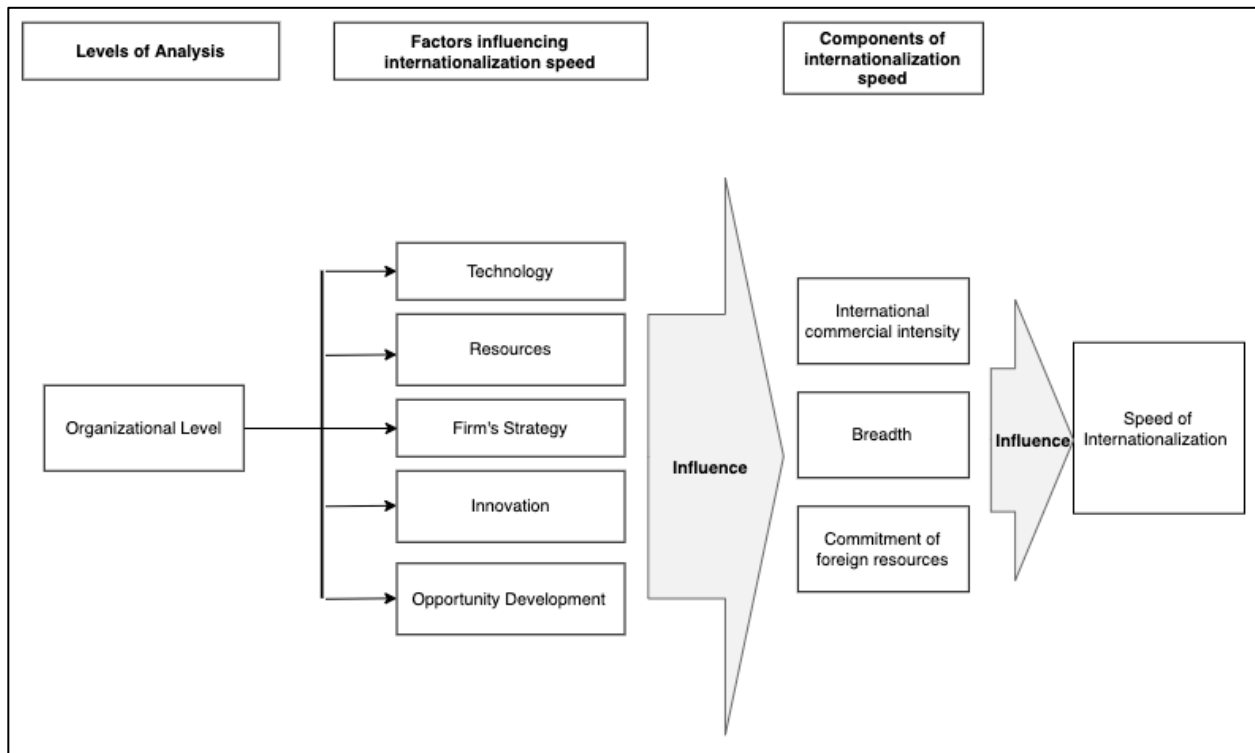 Levels of Analysis
Factors influencing
internationalization speed
Components of
internationalization
speed
Technology
Resources
Organizational Level
Firm's Strategy
Innovation
Opportunity Development
Influence
International
commercial intensity
Breadth
Commitment of
foreign resources
Influence
Speed of
Internationalization